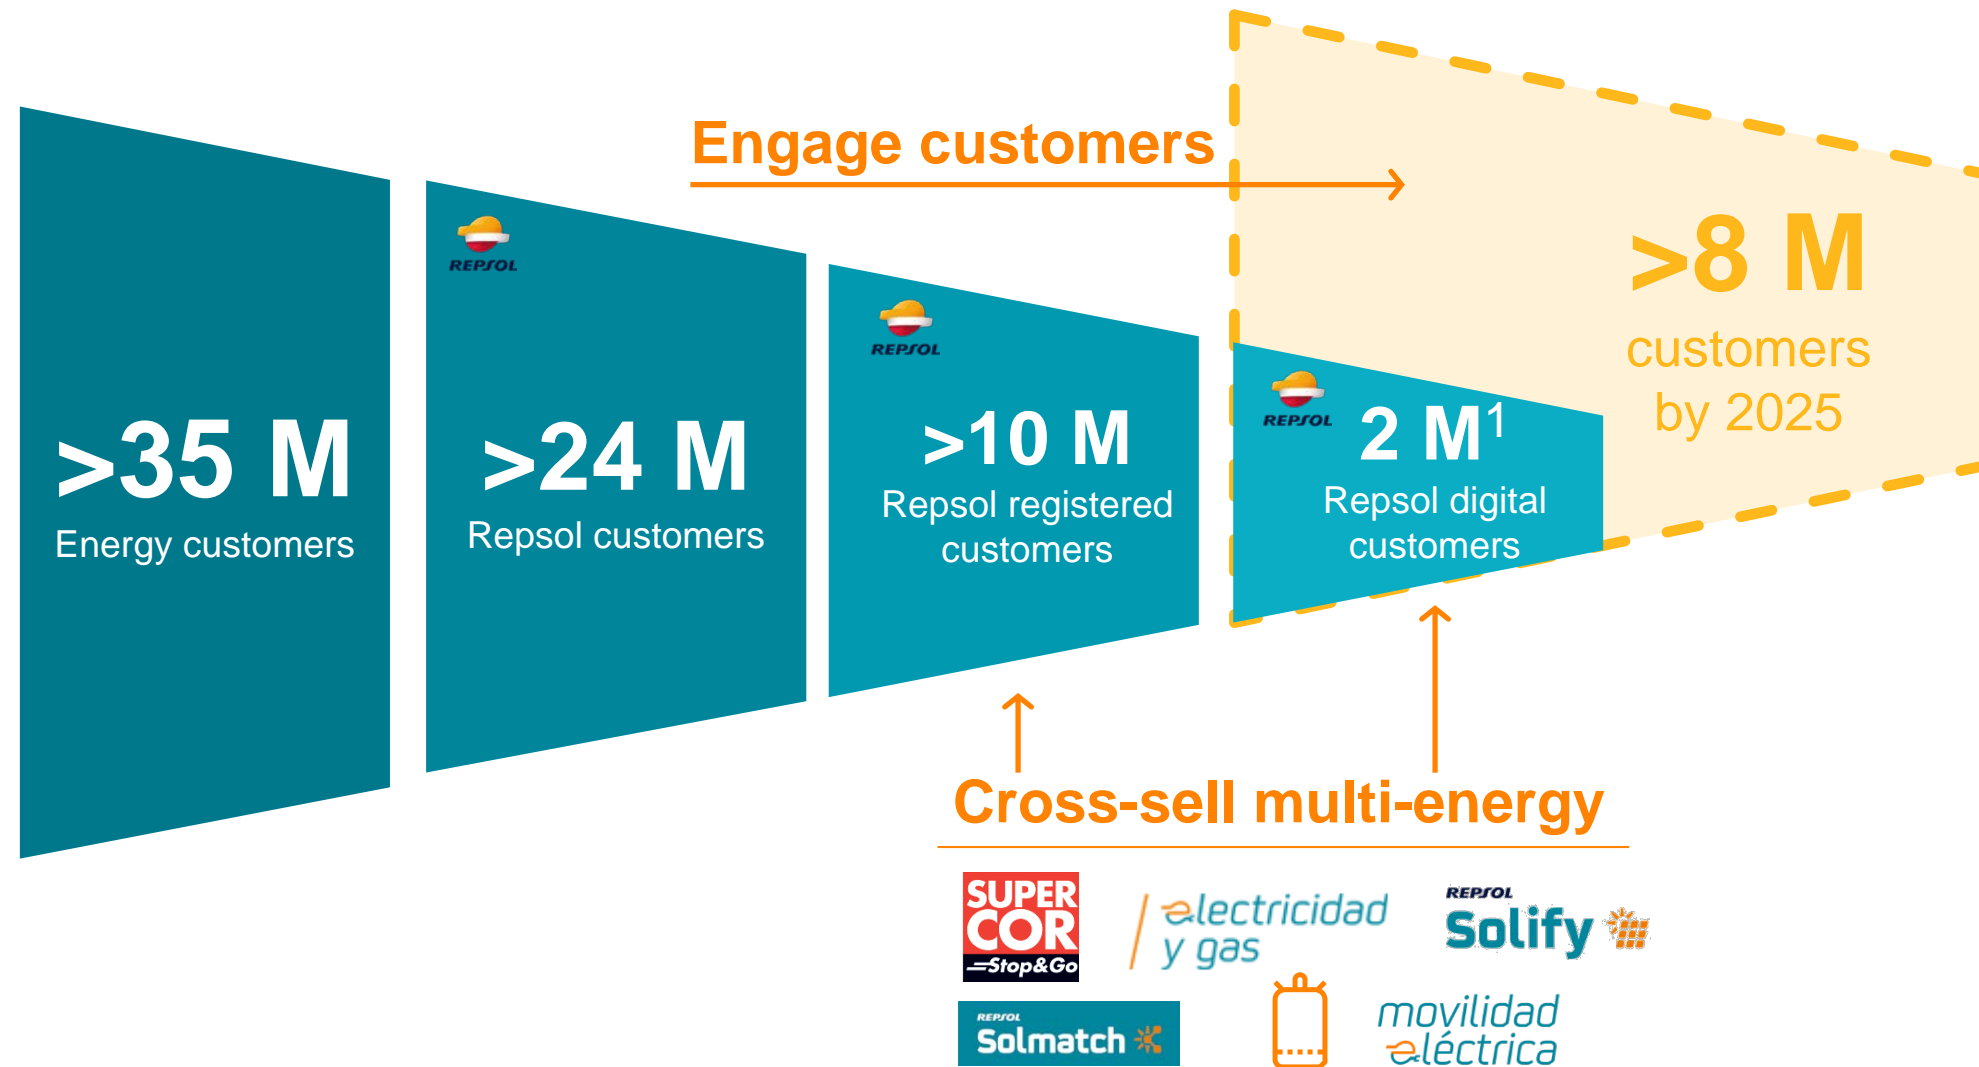 Engage customers
>8 M
customers
by 2025
>35 M
Energy customers
REPSOL
>24 M
Repsol customers
REPSOL
>10 M
Repsol registered
customers
REPSOL
2 M¹
Repsol digital
customers
Cross-sell multi-energy
SUPER
COR
Stop&Go
electricidad
y gas
REPSOL
Solify
REPSOL
Solmatch
movilidad
eléctrica